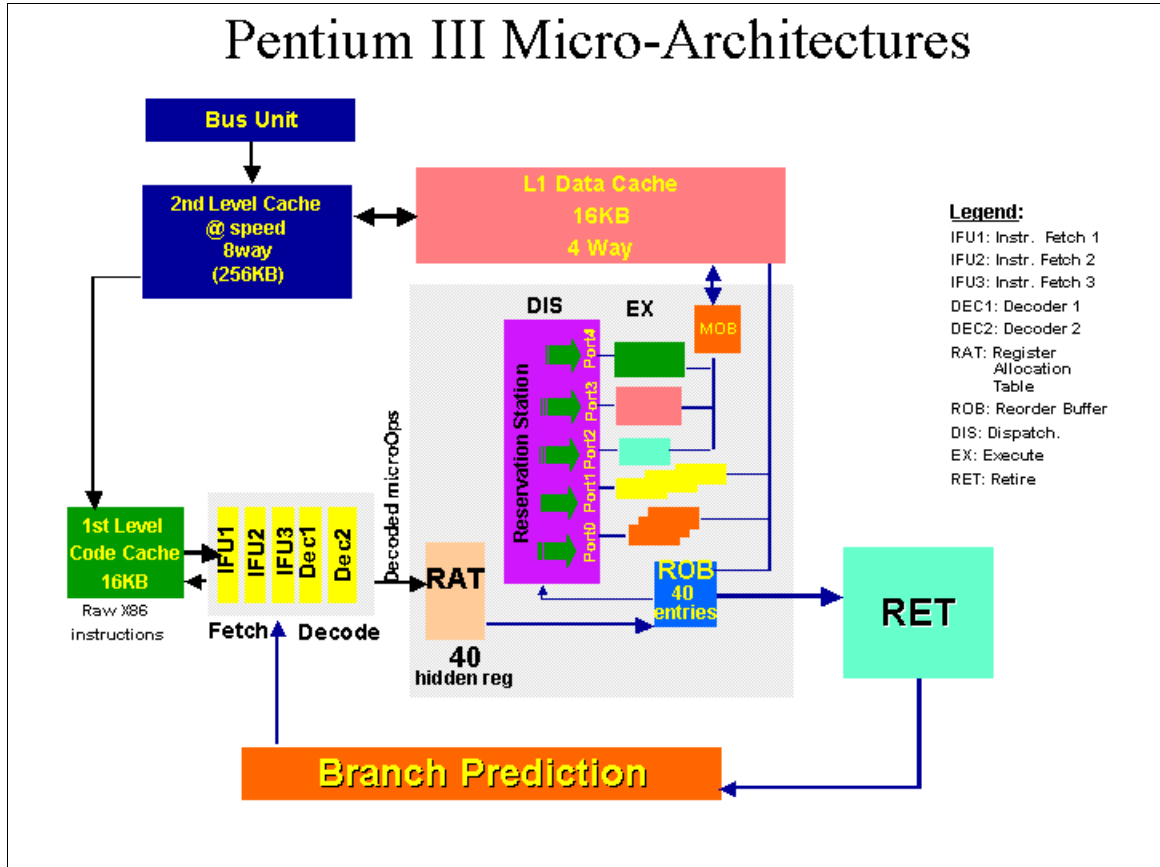 Pentium III Micro-Architectures
Bus Unit
2nd Level Cache
@ speed
8way
(256KB)
L1 Data Cache
16KB
4 Way
Legend:
IFU1: Instr. Fetch 1
IFU2: Instr. Fetch 2
IFU3: Instr. Fetch 3
DEC1: Decoder 1
DEC2: Decoder 2
RAT: Register
Allocation
Table
ROB: Reorder Buffer
DIS: Dispatch.
EX: Execute
RET: Retire
DIS
EX
MOB
Reservation Station
Port4
Port3
Port2
Port1
Port0
1st Level
Code Cache
16KB
Raw X86
instructions
IFU1
IFU2
IFU3
Dec1
Dec2
Fetch
Decode
Decoded microOps
RAT
40
hidden reg
ROB
40
entries
RET
Branch Prediction